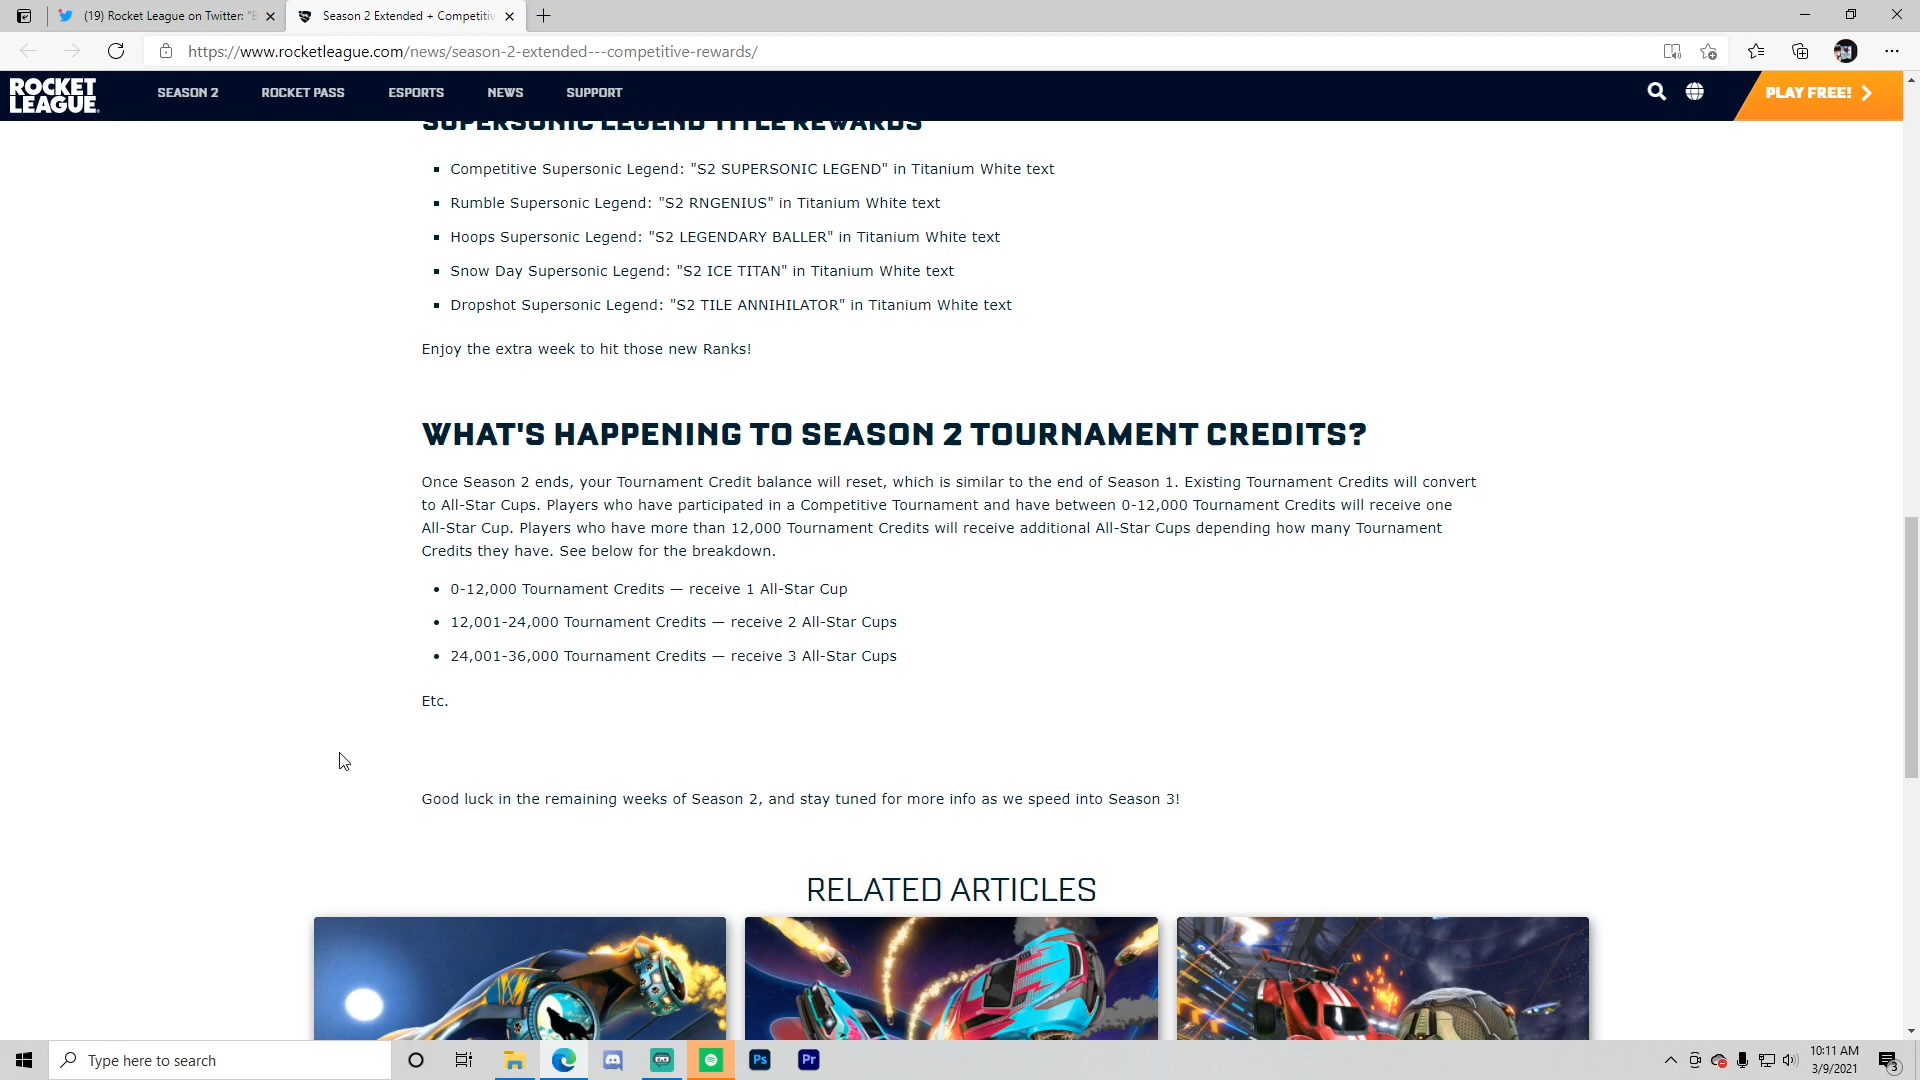 (19) Rocket League on Twitter: "B
Season 2 Extended + Competitiv
https://www.rocketleague.com/news/season-2-extended---competitive-rewards/
ROCKET
LEAGUE
SEASON 2
ROCKET PASS
ESPORTS
NEWS
SUPPORT
PLAY FREE!
SUPERSONIC LEGEND TITLE REWARDS
Competitive Supersonic Legend: "S2 SUPERSONIC LEGEND" in Titanium White text
Rumble Supersonic Legend: "S2 RNGENIUS" in Titanium White text
Hoops Supersonic Legend: "S2 LEGENDARY BALLER" in Titanium White text
Snow Day Supersonic Legend: "S2 ICE TITAN" in Titanium White text
Dropshot Supersonic Legend: "S2 TILE ANNIHILATOR" in Titanium White text
Enjoy the extra week to hit those new Ranks!
WHAT'S HAPPENING TO SEASON 2 TOURNAMENT CREDITS?
Once Season 2 ends, your Tournament Credit balance will reset, which is similar to the end of Season 1. Existing Tournament Credits will convert
to All-Star Cups. Players who have participated in a Competitive Tournament and have between 0-12,000 Tournament Credits will receive one
All-Star Cup. Players who have more than 12,000 Tournament Credits will receive additional All-Star Cups depending how many Tournament
Credits they have. See below for the breakdown.
0-12,000 Tournament Credits — receive 1 All-Star Cup
12,001-24,000 Tournament Credits — receive 2 All-Star Cups
24,001-36,000 Tournament Credits — receive 3 All-Star Cups
Etc.
Good luck in the remaining weeks of Season 2, and stay tuned for more info as we speed into Season 3!
RELATED ARTICLES
Type here to search
Ps
Pr
10:11 AM
3/9/2021
3